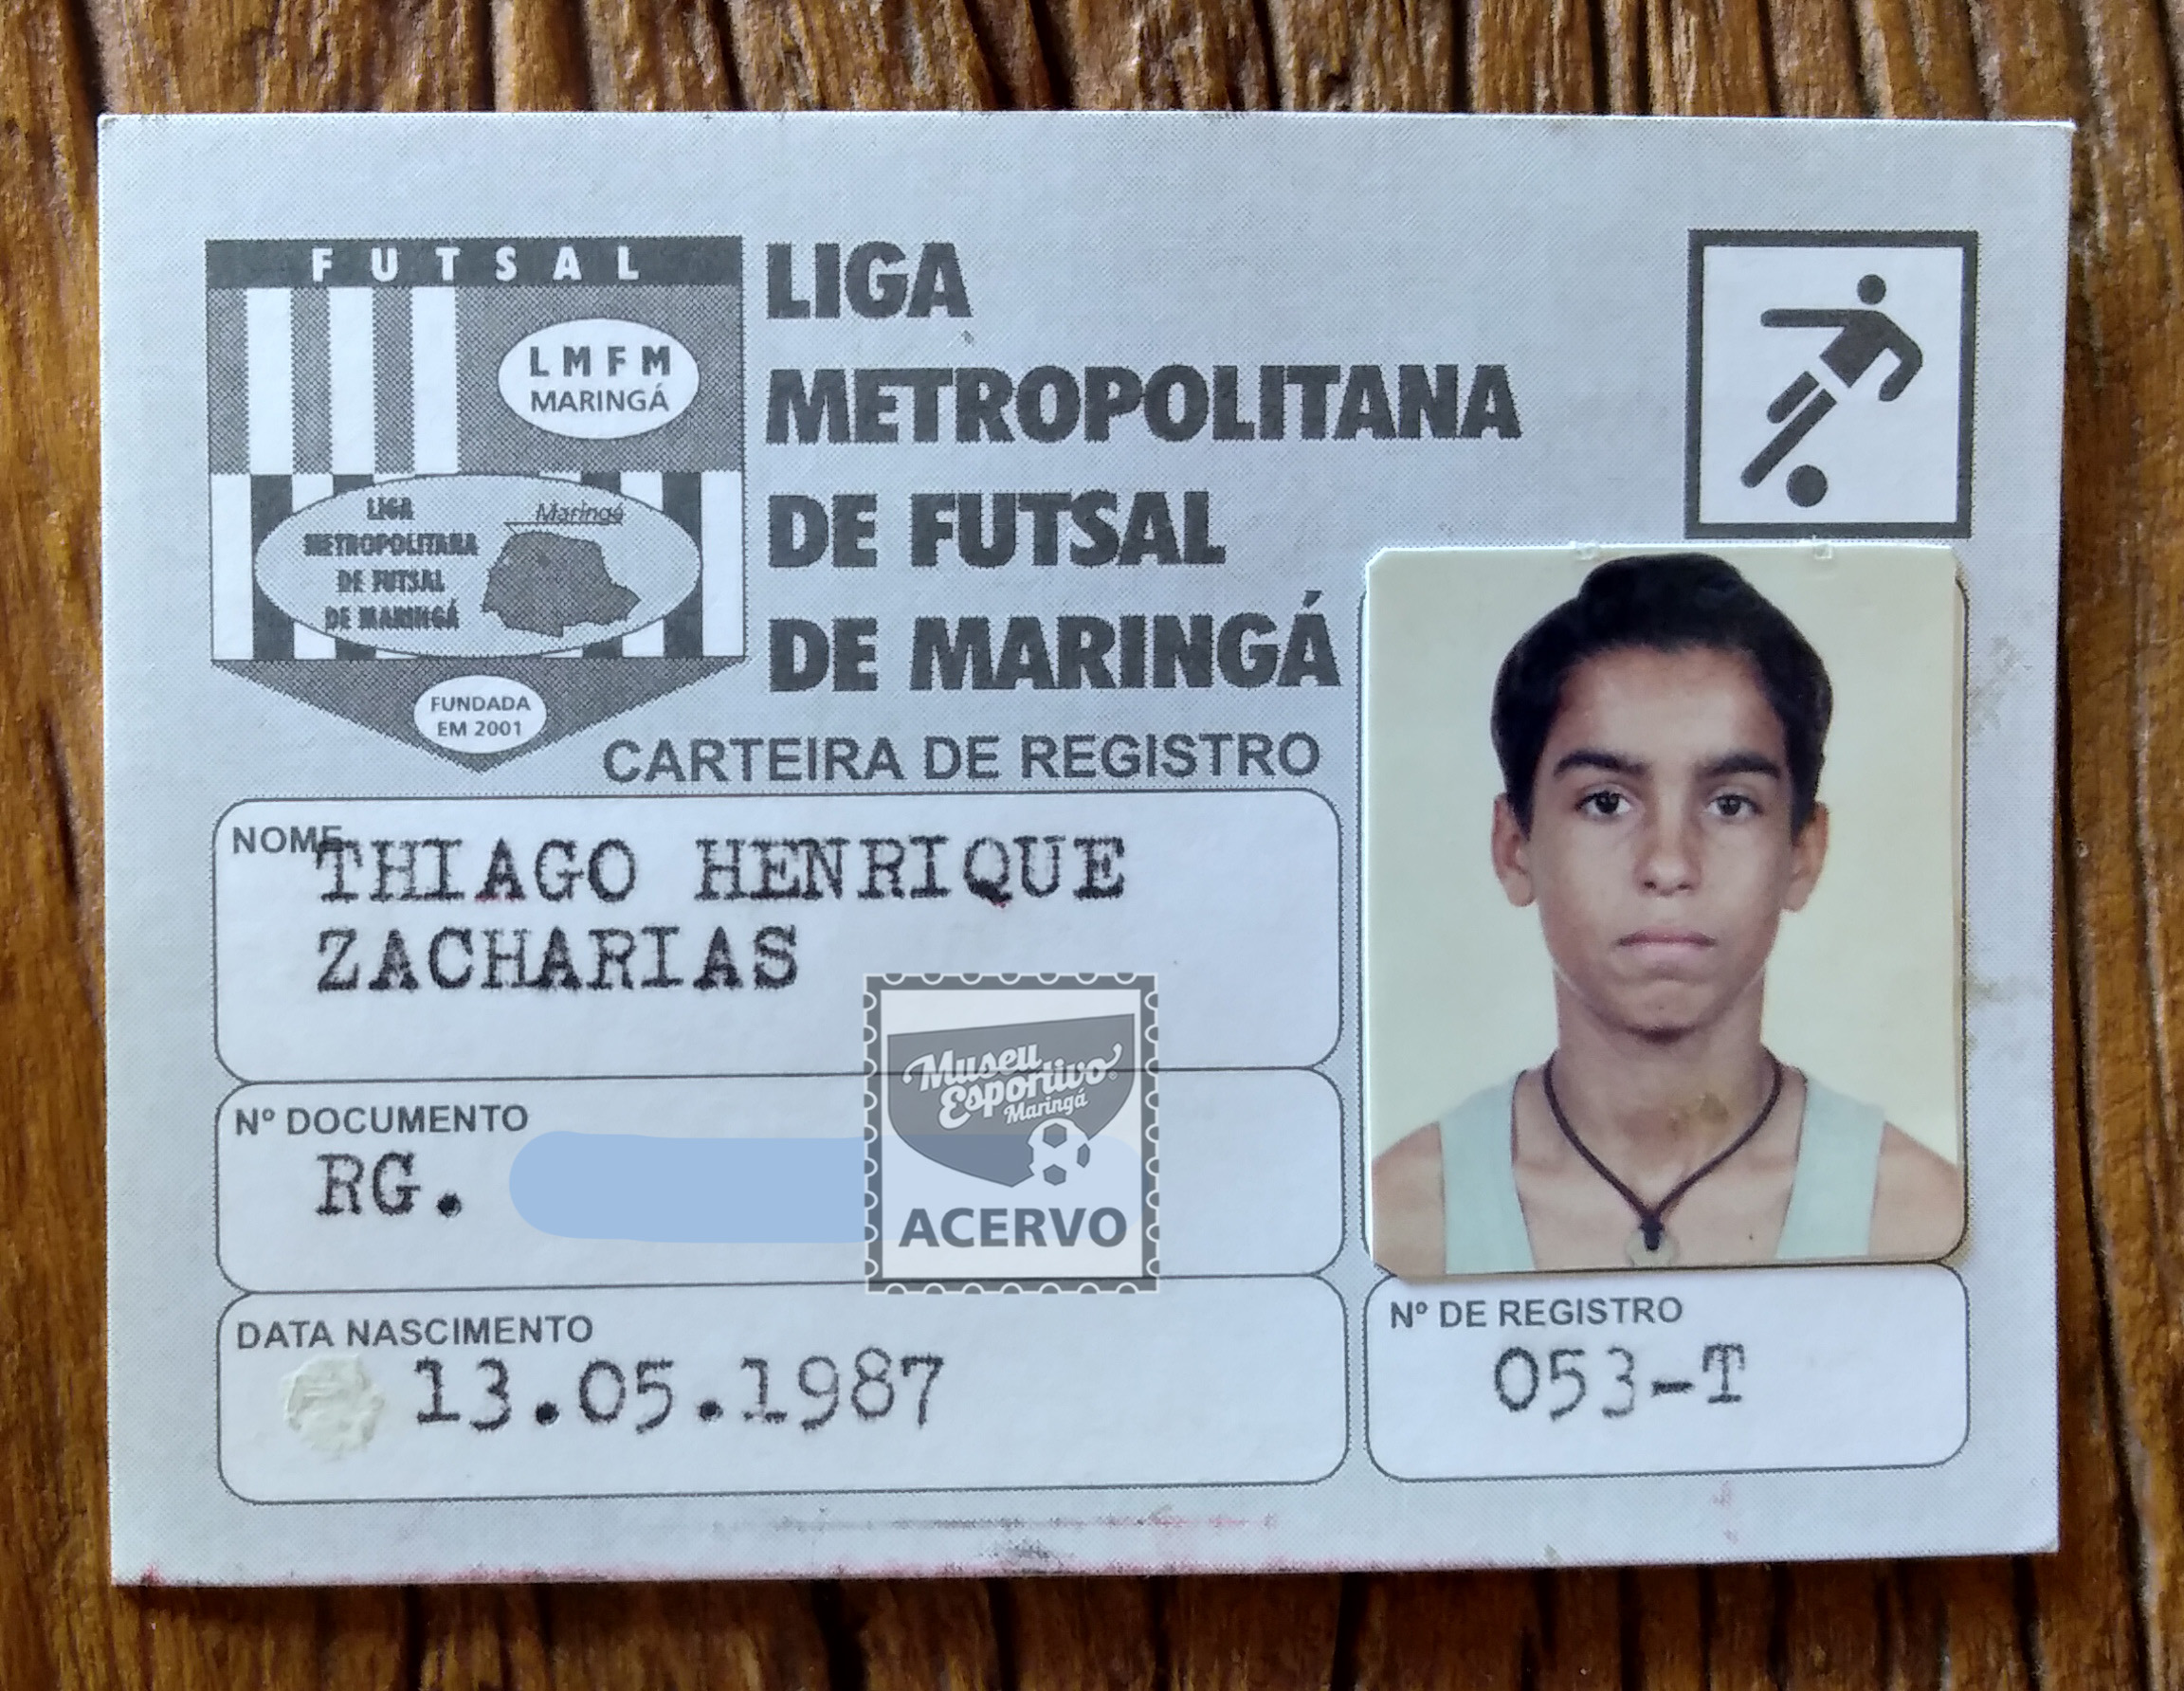 FUTSAL
LMFM
MARINGÁ
LIGA
METROPOLITANA
DE FUTSAL
DE MARINGÁ
Maringá
FUNDADA
EM 2001
LIGA
METROPOLITANA
DE FUTSAL
DE MARINGÁ
CARTEIRA DE REGISTRO
NOME
THIAGO HENRIQUE
ZACHARIAS
Nº DOCUMENTO
RG.
Museu
Esportivo
Maringá
ACERVO
DATA NASCIMENTO
13.05.1987
Nº DE REGISTRO
053-T